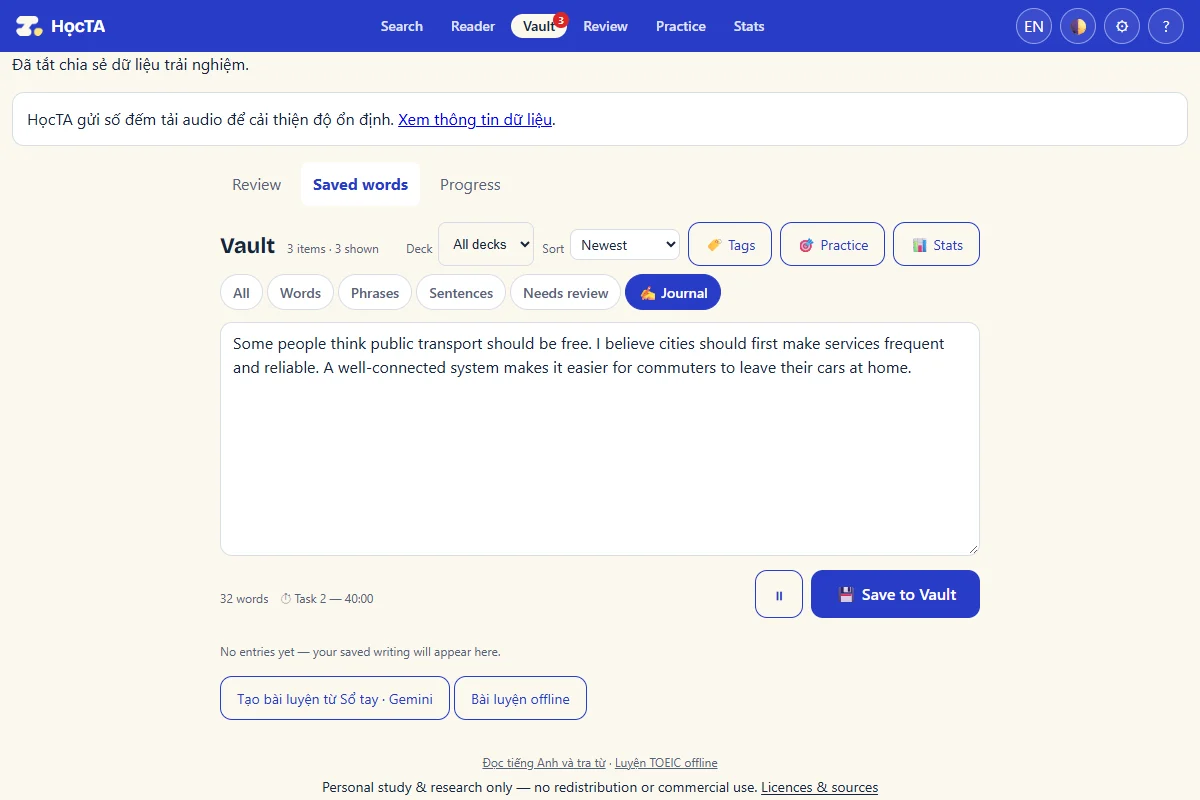 HọcTA
Search Reader Vault 3 Review Practice Stats EN ?
Đã tắt chia sẻ dữ liệu trải nghiệm.
HọcTA gửi số đếm tải audio để cải thiện độ ổn định. Xem thông tin dữ liệu.
Review Saved words Progress
Vault 3 items · 3 shown Deck All decks Sort Newest Tags Practice Stats
All Words Phrases Sentences Needs review Journal
Some people think public transport should be free. I believe cities should first make services frequent
and reliable. A well-connected system makes it easier for commuters to leave their cars at home.
32 words Task 2 — 40:00 Save to Vault
No entries yet — your saved writing will appear here.
Tạo bài luyện từ Sổ tay · Gemini Bài luyện offline
Đọc tiếng Anh và tra từ · Luyện TOEIC offline
Personal study & research only — no redistribution or commercial use. Licences & sources